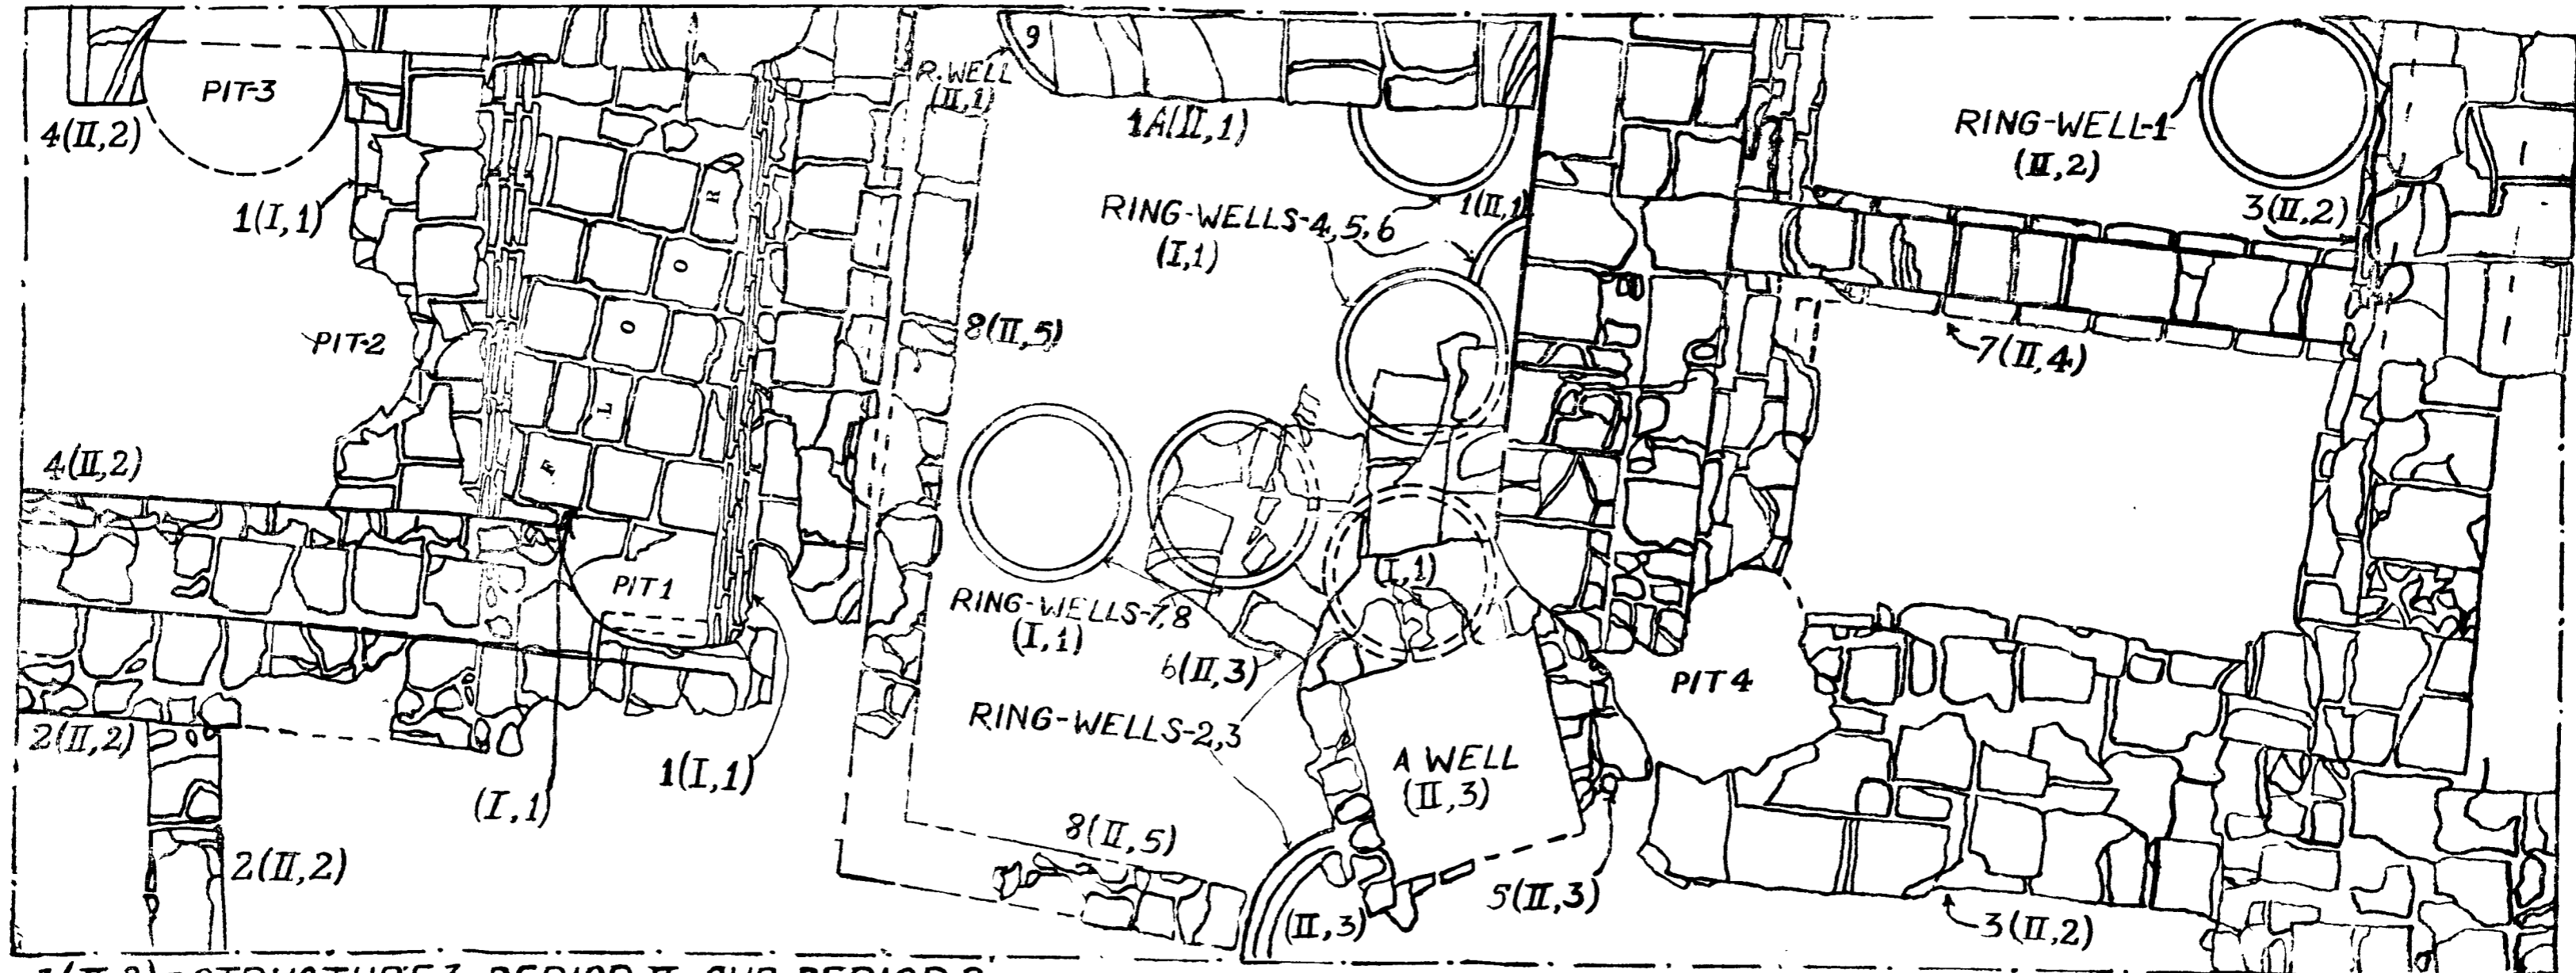 PIT-3
9
R.WELL
(II,1)
4(II,2)
1A(II,1)
RING-WELL-1
(II,2)
1(I,1)
RING-WELLS-4,5,6
(I,1)
1(II,1)
3(II,2)
R
O
O
L
F
PIT-2
8(II,5)
7(II,4)
4(II,2)
PIT1
(I,1)
RING-WELLS-7,8
(I,1)
6(II,3)
PIT4
RING-WELLS-2,3
2(II,2)
1(I,1)
A WELL
(II,3)
(I,1)
8(II,5)
2(II,2)
5(II,3)
(II,3)
3(II,2)